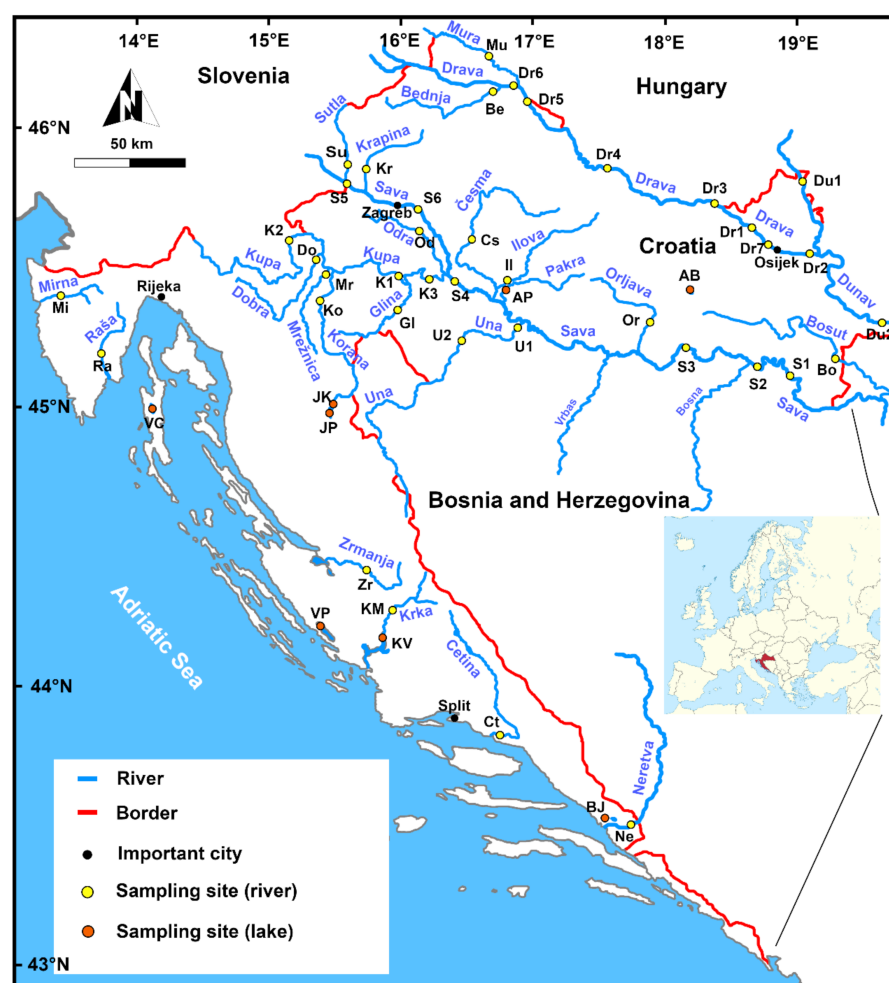 14°E 15°E 16°E 17°E 18°E 19°E
Mura
Mu
Slovenia
Drava
Dr6
Hungary
Bednja
Be
Dr5
N
46°N
Sutla
50 km
Krapina
Su
Kr
Česma
Dr4
Drava
Du1
S5
Sava
S6
Dr3
Zagreb
Odra
Od
Dr1
Drava
K2
Cs
Ilova
Croatia
Dr7
Do
Kupa
Kupa
Il
Pakra
Osijek
Dr2
Mirna
Rijeka
Mr
K1
K3
S4
AP
Orljava
AB
Dunav
Mi
Dobra
Ko
Glina
Gl
Raša
Mrežnica
Korana
U2
Una
U1
Sava
Or
Bosut
Du2
Ra
S3
S2
S1
Bo
Una
JK
45°N
VC
JP
Vrbas
Bosna
Sava
Bosnia and Herzegovina
Zrmanja
Zr
Adriatic Sea
KM
Krka
VP
KV
Cetina
44°N
Split
Ct
Neretva
River
BJ
Border
Ne
Important city
Sampling site (river)
Sampling site (lake)
43°N